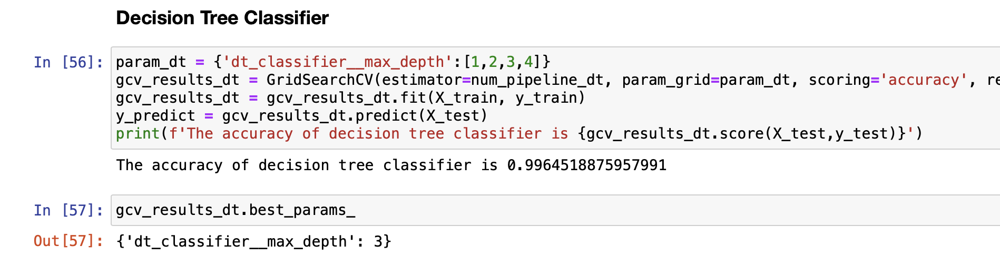 Decision Tree Classifier
In [56]:
param_dt = {'dt_classifier__max_depth':[1,2,3,4]}
gcv_results_dt = GridSearchCV(estimator=num_pipeline_dt, param_grid=param_dt, scoring='accuracy', re
gcv_results_dt = gcv_results_dt.fit(X_train, y_train)
y_predict = gcv_results_dt.predict(X_test)
print(f'The accuracy of decision tree classifier is {gcv_results_dt.score(X_test,y_test)}')
The accuracy of decision tree classifier is 0.9964518875957991
In [57]:
gcv_results_dt.best_params_
Out[57]:
{'dt_classifier__max_depth': 3}